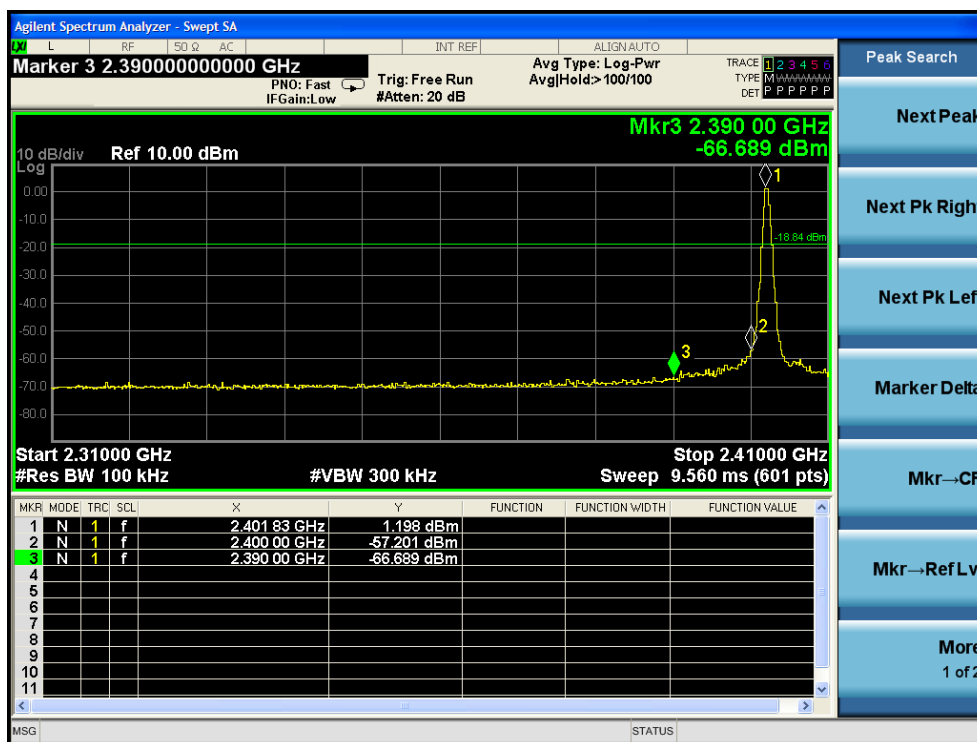 Agilent Spectrum Analyzer - Swept SA
LXI L RF 50 Ω AC INT REF ALIGN AUTO
Marker 3 2.390000000000 GHz
PNO: Fast
IFGain:Low
Trig: Free Run
#Atten: 20 dB
Avg Type: Log-Pwr
Avg|Hold:>100/100
TRACE 1 2 3 4 5 6
TYPE M
DET P P P P P P
Mkr3 2.390 00 GHz
-66.689 dBm
10 dB/div Ref 10.00 dBm
Log
0.00
-10.0
-20.0
-30.0
-40.0
-50.0
-60.0
-70.0
-80.0
1
-18.84 dBm
2
3
Start 2.31000 GHz Stop 2.41000 GHz
#Res BW 100 kHz #VBW 300 kHz Sweep 9.560 ms (601 pts)
MKR MODE TRC SCL X Y FUNCTION FUNCTION WIDTH FUNCTION VALUE
1 N 1 f 2.401 83 GHz 1.198 dBm
2 N 1 f 2.400 00 GHz -57.201 dBm
3 N 1 f 2.390 00 GHz -66.689 dBm
4
5
6
7
8
9
10
11
MSG STATUS
Peak Search
Next Peak
Next Pk Righ
Next Pk Lef
Marker Delta
Mkr→CF
Mkr→Ref Lv
More
1 of 2